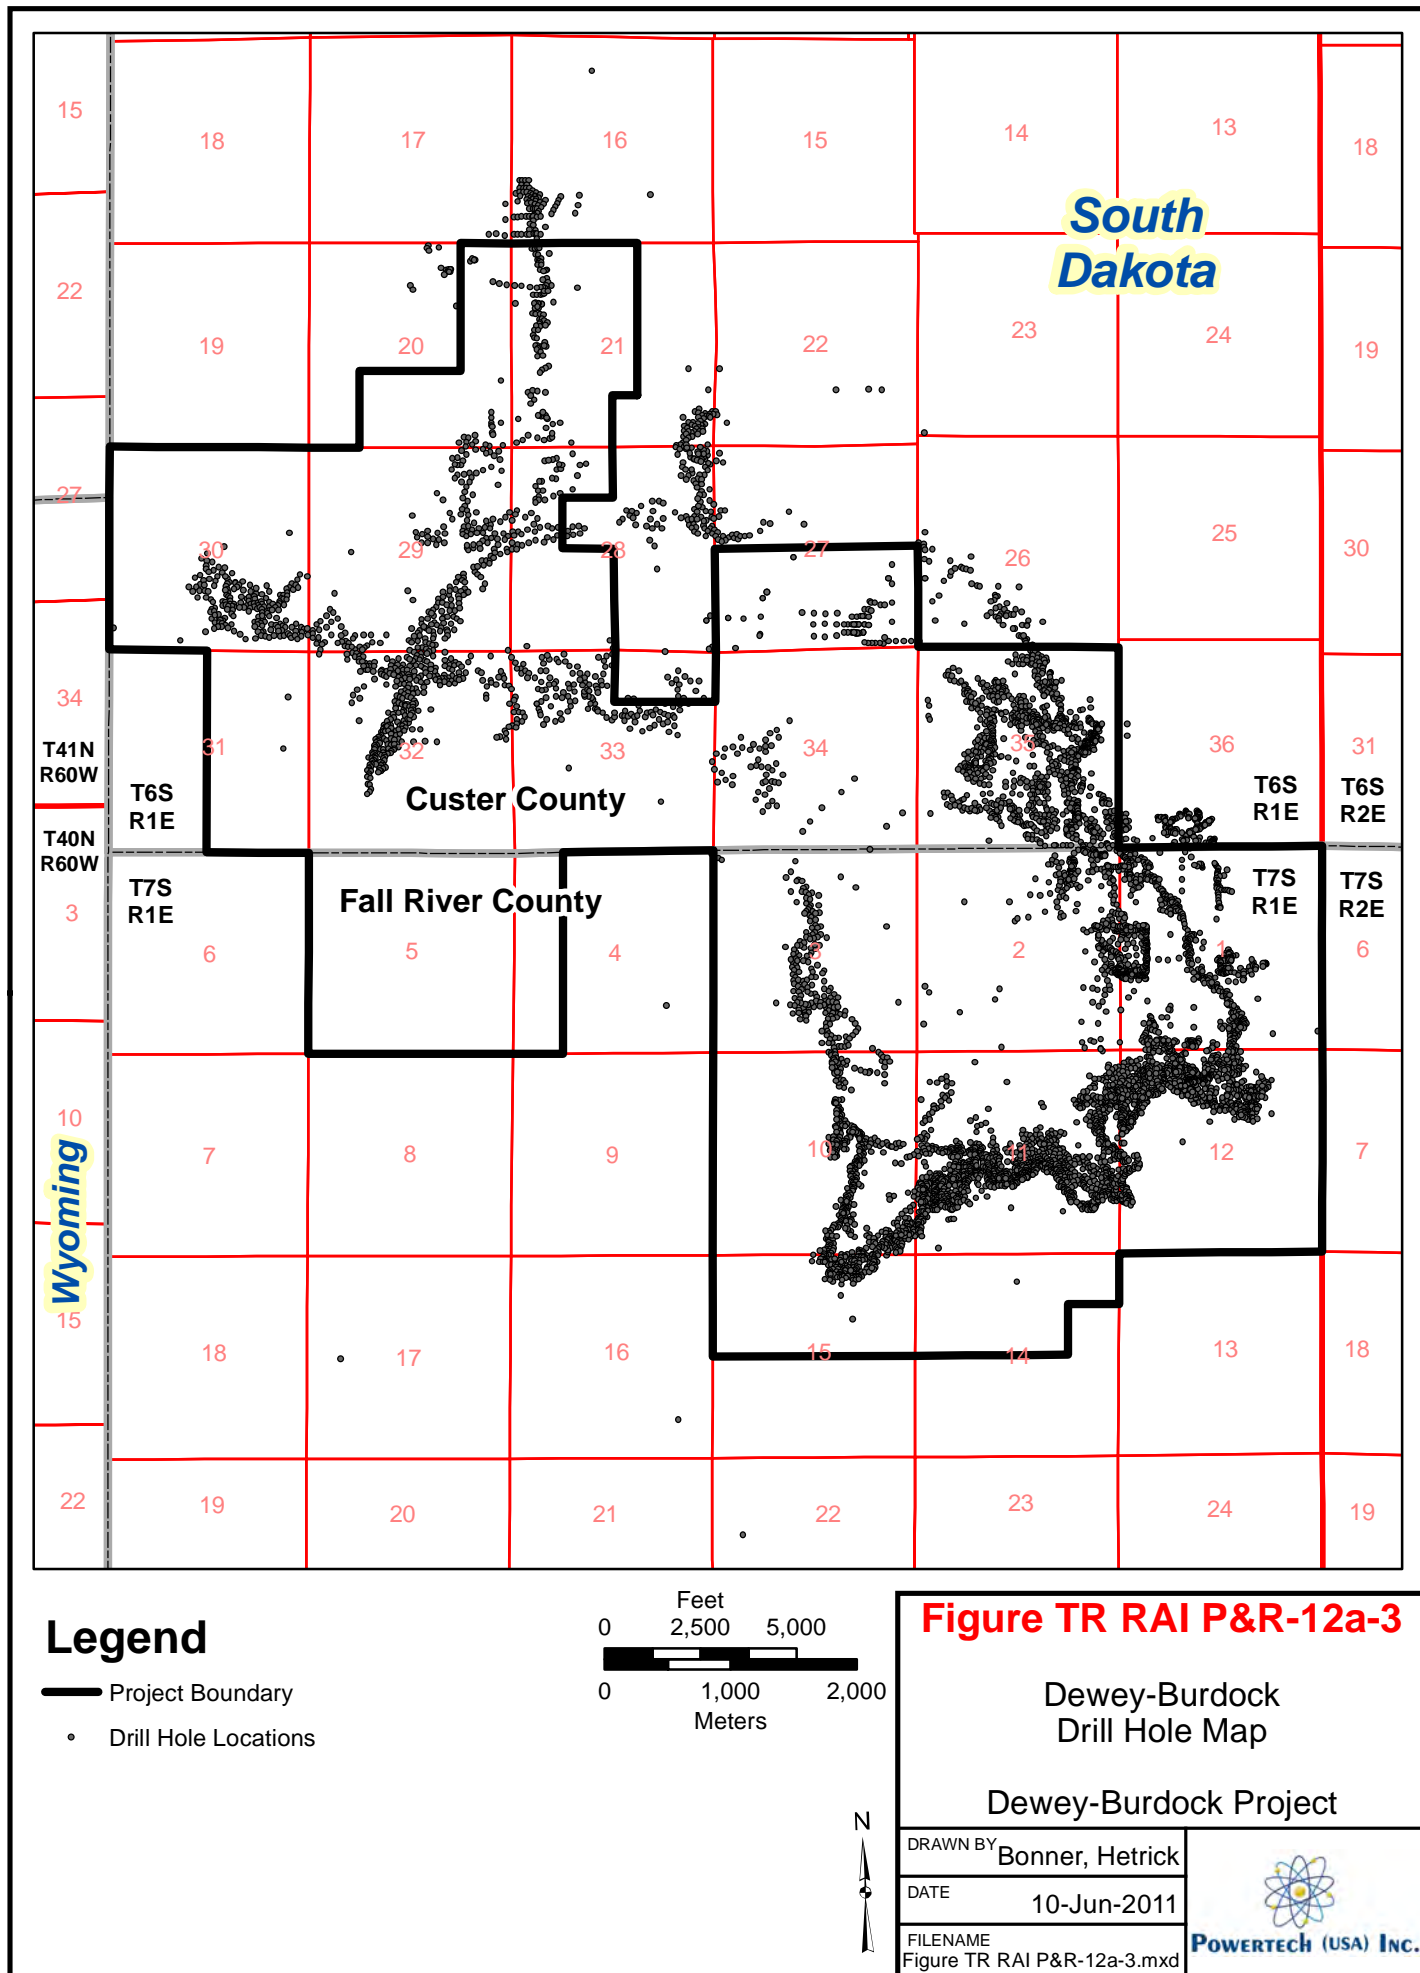 15
18
17
16
15
14
13
18
South
Dakota
22
19
20
21
22
23
24
19
27
30
29
28
27
26
25
30
34
31
32
33
34
35
36
31
T41N
R60W
T6S
R1E
Custer County
T6S
R1E
T6S
R2E
T40N
R60W
T7S
R1E
Fall River County
T7S
R1E
T7S
R2E
3
6
5
4
3
2
1
6
10
7
8
9
10
11
12
7
Wyoming
15
18
17
16
15
14
13
18
22
19
20
21
22
23
24
19
Legend
Project Boundary
Drill Hole Locations
Feet
0 2,500 5,000
0 1,000 2,000
Meters
N
Figure TR RAI P&R-12a-3
Dewey-Burdock
Drill Hole Map
Dewey-Burdock Project
DRAWN BY Bonner, Hetrick
DATE 10-Jun-2011
FILENAME
Figure TR RAI P&R-12a-3.mxd
POWERTECH (USA) INC.